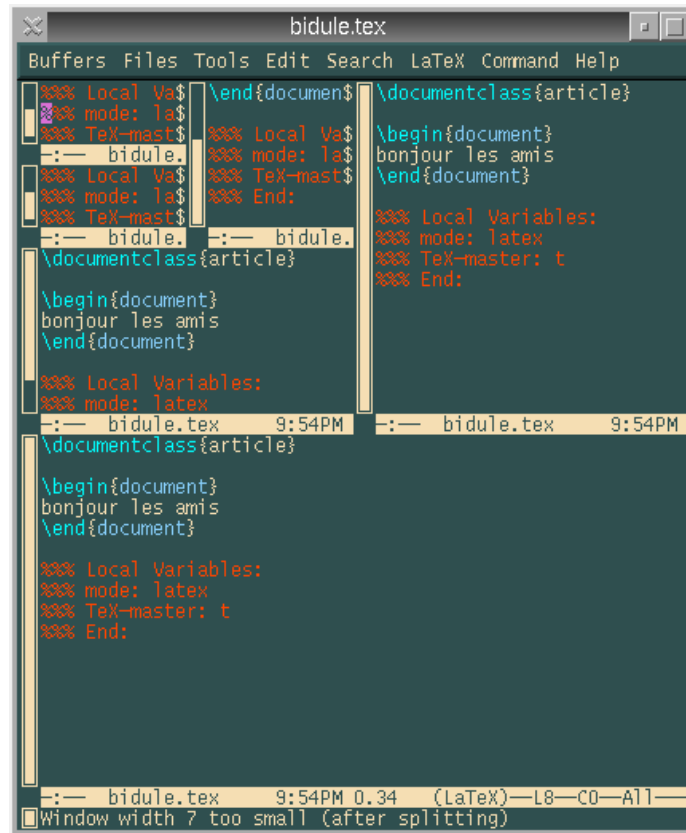 bidule.tex
Buffers Files Tools Edit Search LaTeX Command Help
%%% Local Va$
%%% mode: la$
%%% TeX-mast$
-:-- bidule.
%%% Local Va$
%%% mode: la$
%%% TeX-mast$
-:-- bidule.
\end{documen$
%%% Local Va$
%%% mode: la$
%%% TeX-mast$
%%% End:
-:-- bidule.
\documentclass{article}
\begin{document}
bonjour les amis
\end{document}
%%% Local Variables:
%%% mode: latex
%%% TeX-master: t
%%% End:
-:-- bidule.tex 9:54PM
\documentclass{article}
\begin{document}
bonjour les amis
\end{document}
%%% Local Variables:
%%% mode: latex
-:-- bidule.tex 9:54PM
\documentclass{article}
\begin{document}
bonjour les amis
\end{document}
%%% Local Variables:
%%% mode: latex
%%% TeX-master: t
%%% End:
-:-- bidule.tex 9:54PM 0.34 (LaTeX)--L8--C0--All--
Window width 7 too small (after splitting)